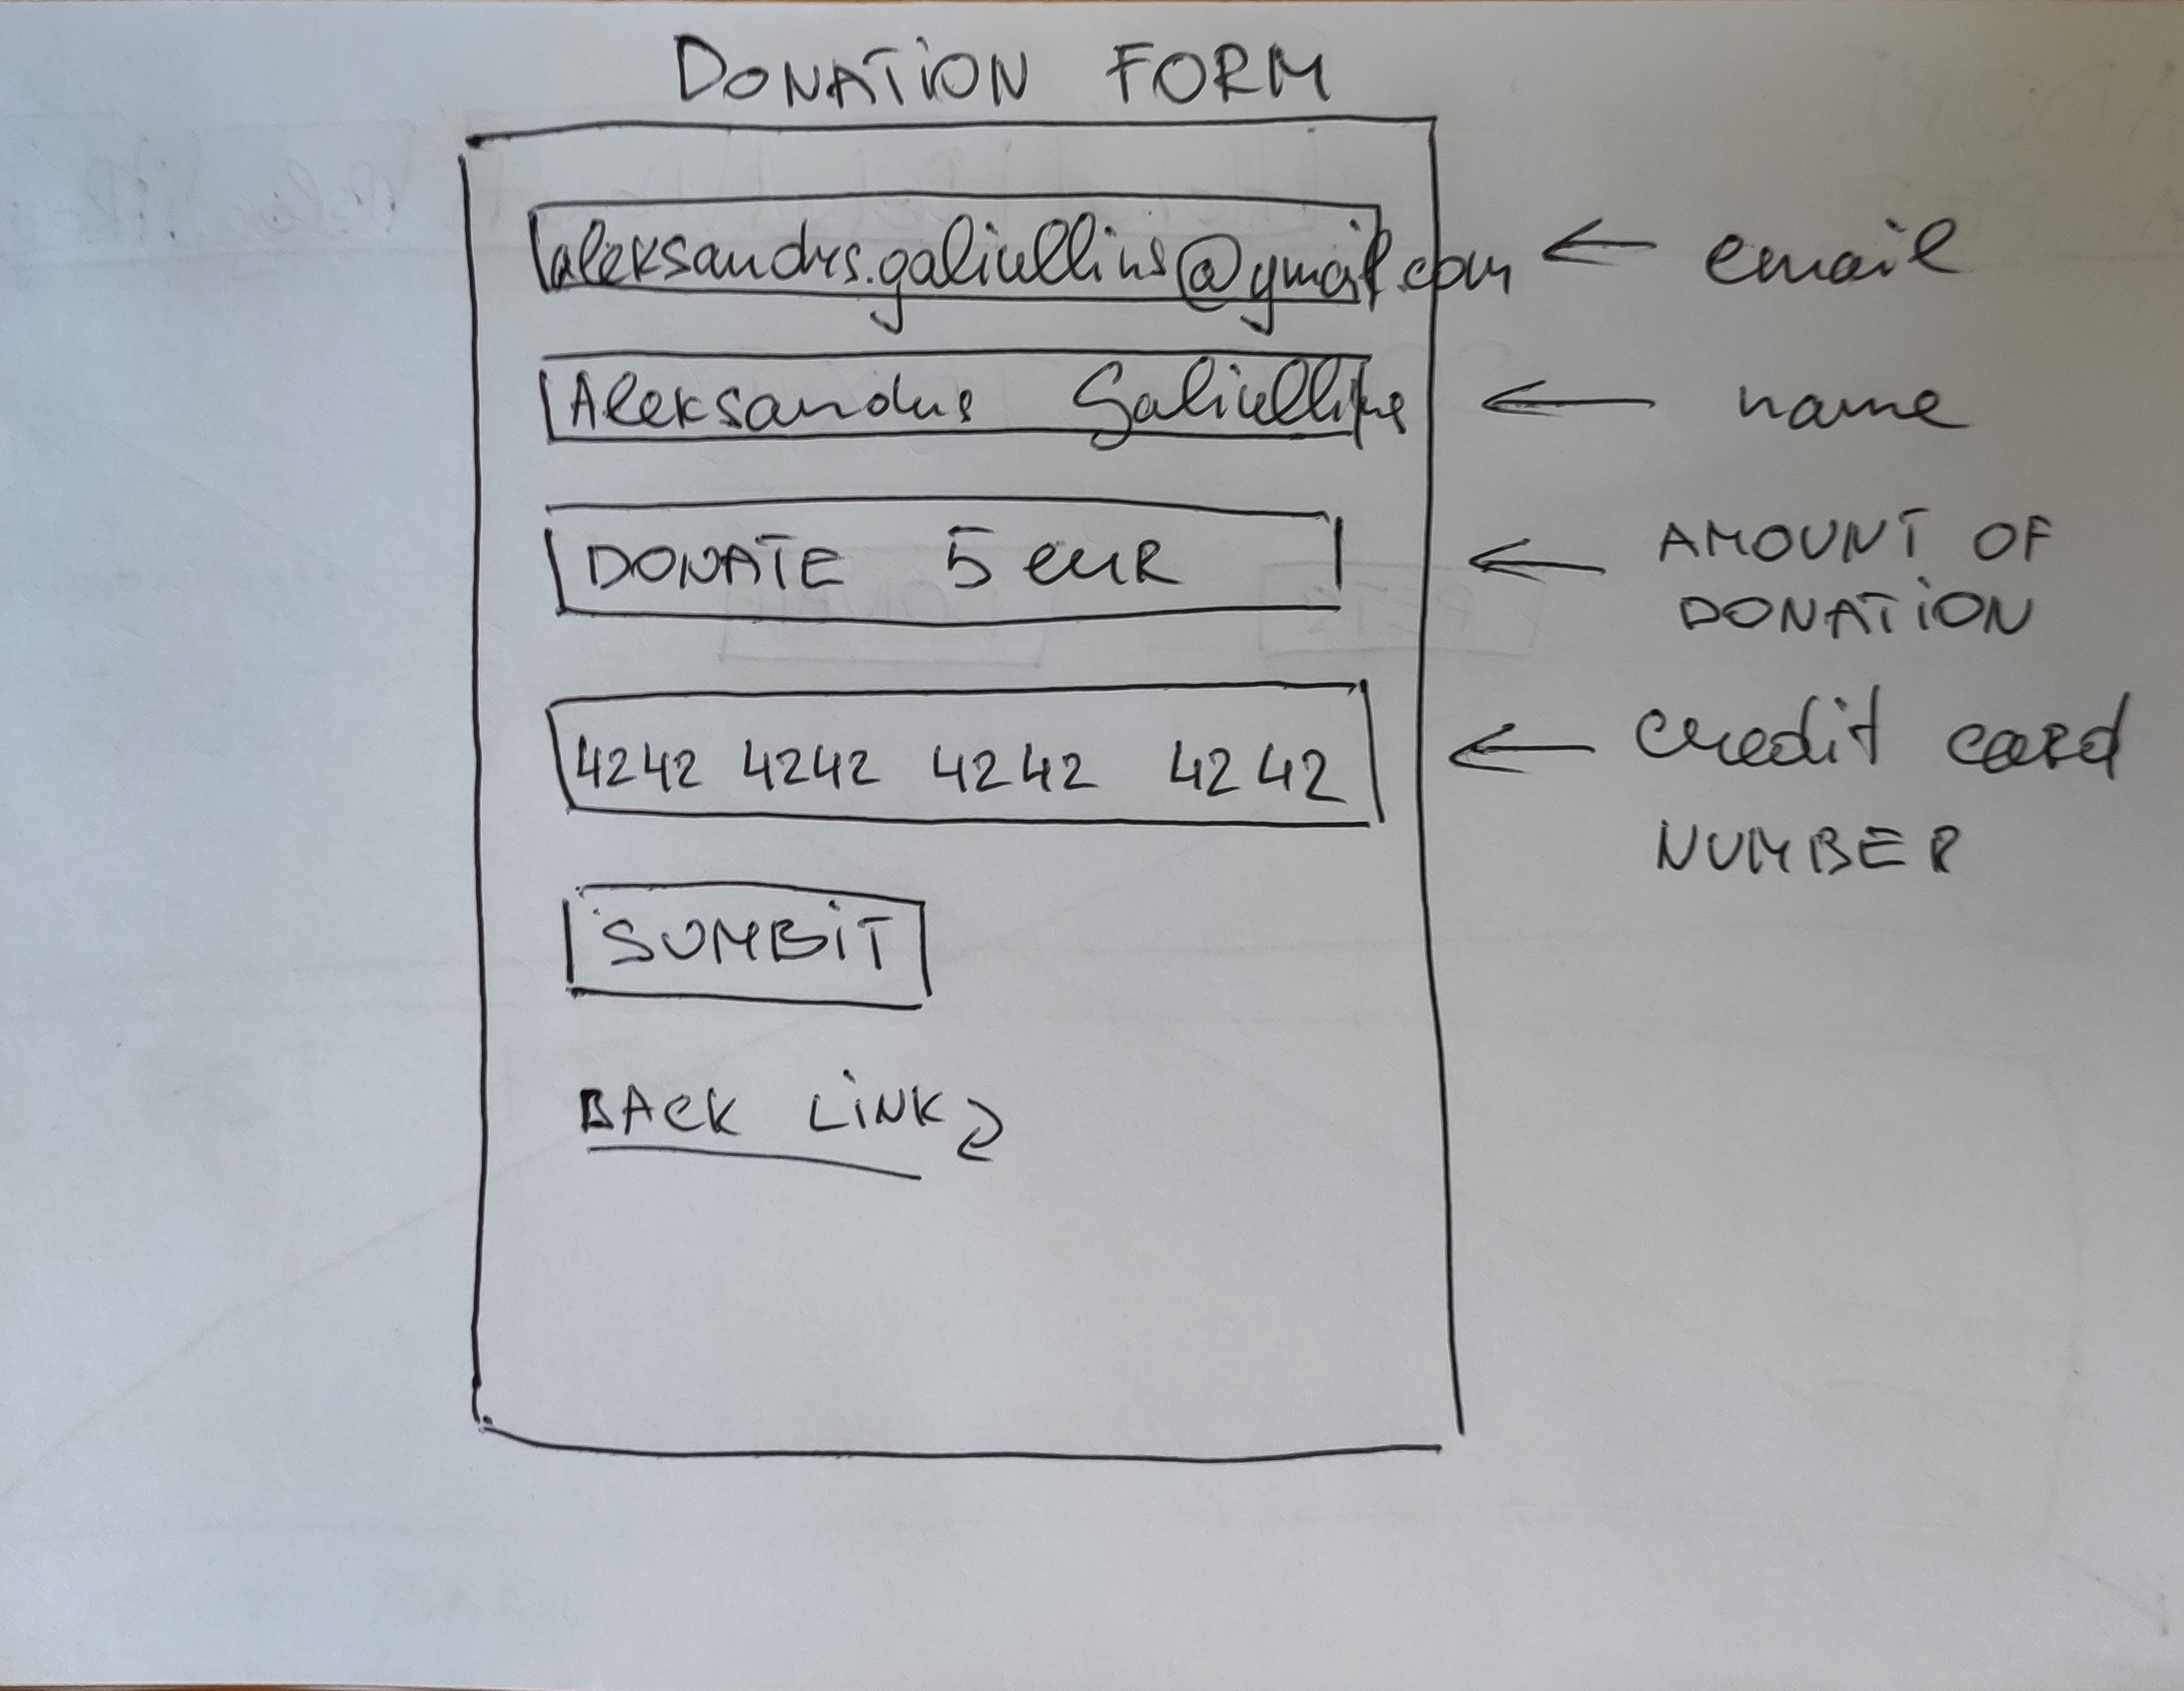 DONATION FORM
aleksandrs.galiullins@gmail.com ← email
Aleksandrs Galiullins ← name
DONATE 5 EUR ← AMOUNT OF
DONATION
4242 4242 4242 4242 ← credit card
NUMBER
SUMBIT
BACK LINK